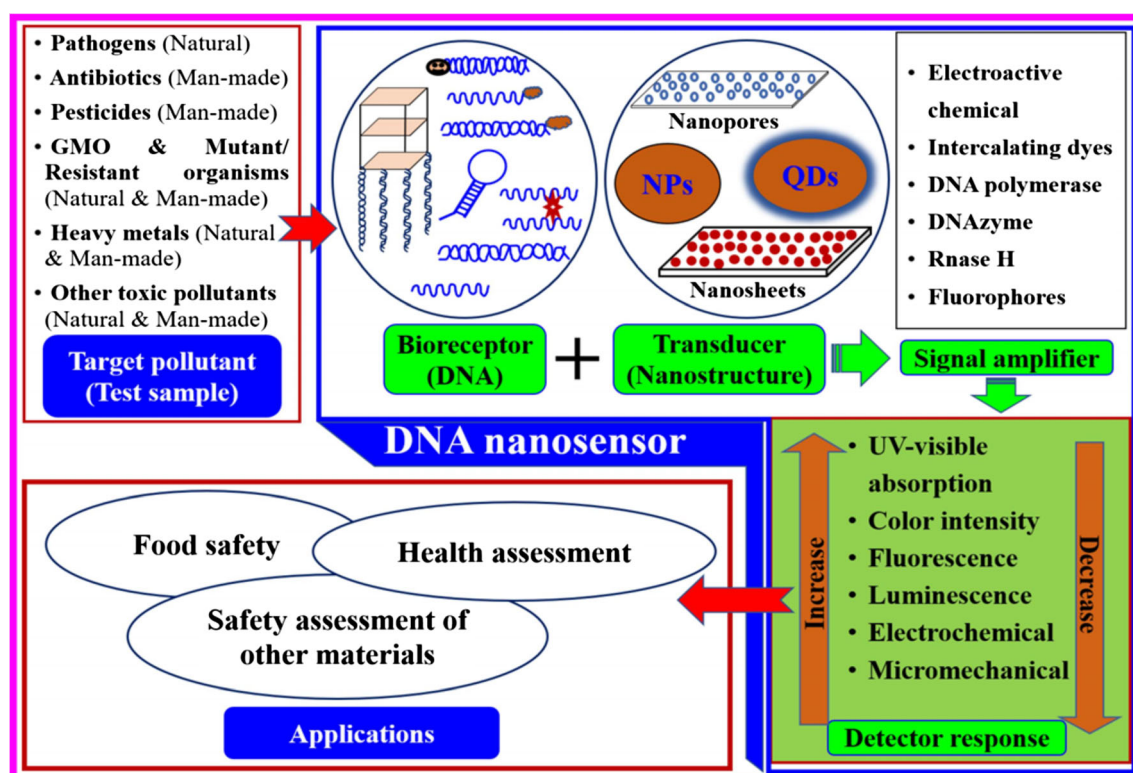 • Pathogens (Natural)
• Antibiotics (Man-made)
• Pesticides (Man-made)
• GMO & Mutant/
Resistant organisms
(Natural & Man-made)
• Heavy metals (Natural
& Man-made)
• Other toxic pollutants
(Natural & Man-made)
Target pollutant
(Test sample)
Nanopores
NPs
QDs
Nanosheets
Bioreceptor
(DNA)
+
Transducer
(Nanostructure)
• Electroactive
chemical
• Intercalating dyes
• DNA polymerase
• DNAzyme
• Rnase H
• Fluorophores
Signal amplifier
DNA nanosensor
Increase
• UV-visible
absorption
• Color intensity
• Fluorescence
• Luminescence
• Electrochemical
• Micromechanical
Decrease
Detector response
Food safety
Health assessment
Safety assessment of
other materials
Applications